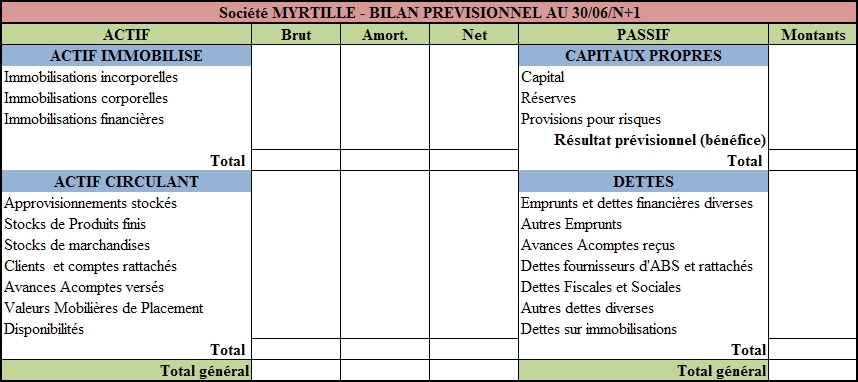 Société MYRTILLE - BILAN PREVISIONNEL AU 30/06/N+1
ACTIF Brut Amort. Net PASSIF Montants
ACTIF IMMOBILISE CAPITAUX PROPRES
Immobilisations incorporelles Capital
Immobilisations corporelles Réserves
Immobilisations financières Provisions pour risques
Résultat prévisionnel (bénéfice)
Total Total
ACTIF CIRCULANT DETTES
Approvisionnements stockés Emprunts et dettes financières diverses
Stocks de Produits finis Autres Emprunts
Stocks de marchandises Avances Acomptes reçus
Clients et comptes rattachés Dettes fournisseurs d'ABS et rattachés
Avances Acomptes versés Dettes Fiscales et Sociales
Valeurs Mobilières de Placement Autres dettes diverses
Disponibilités Dettes sur immobilisations
Total Total
Total général Total général